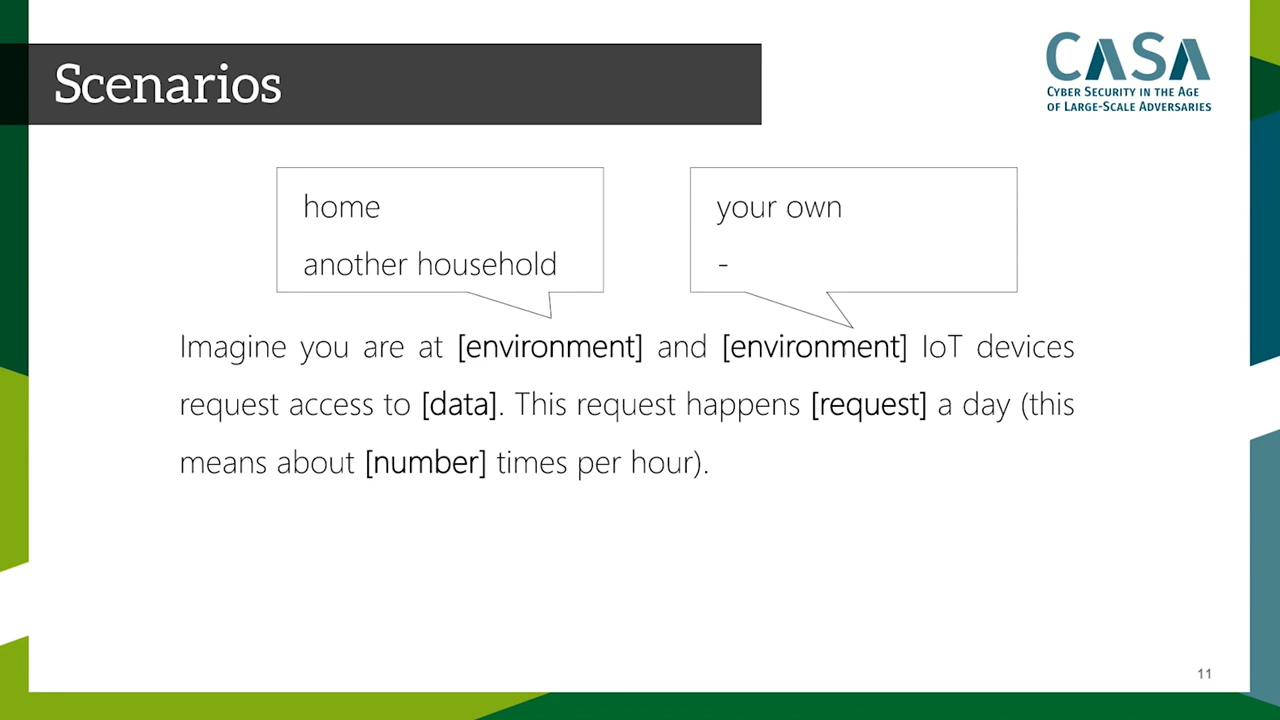 Scenarios
CASA
CYBER SECURITY IN THE AGE
OF LARGE-SCALE ADVERSARIES
home
another household
your own
-
Imagine you are at [environment] and [environment] IoT devices
request access to [data]. This request happens [request] a day (this
means about [number] times per hour).
11